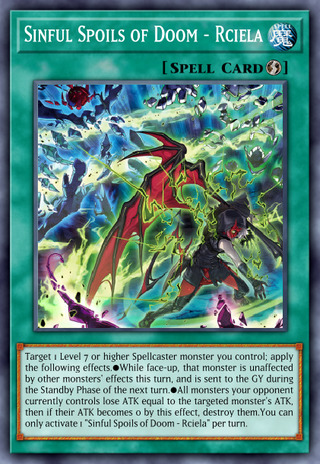 Sinful Spoils of Doom - Rciela
魔
[Spell Card]
Target 1 Level 7 or higher Spellcaster monster you control; apply
the following effects.●While face-up, that monster is unaffected
by other monsters' effects this turn, and is sent to the GY during
the Standby Phase of the next turn.●All monsters your opponent
currently controls lose ATK equal to the targeted monster's ATK,
then if their ATK becomes 0 by this effect, destroy them.You can
only activate 1 "Sinful Spoils of Doom - Rciela" per turn.